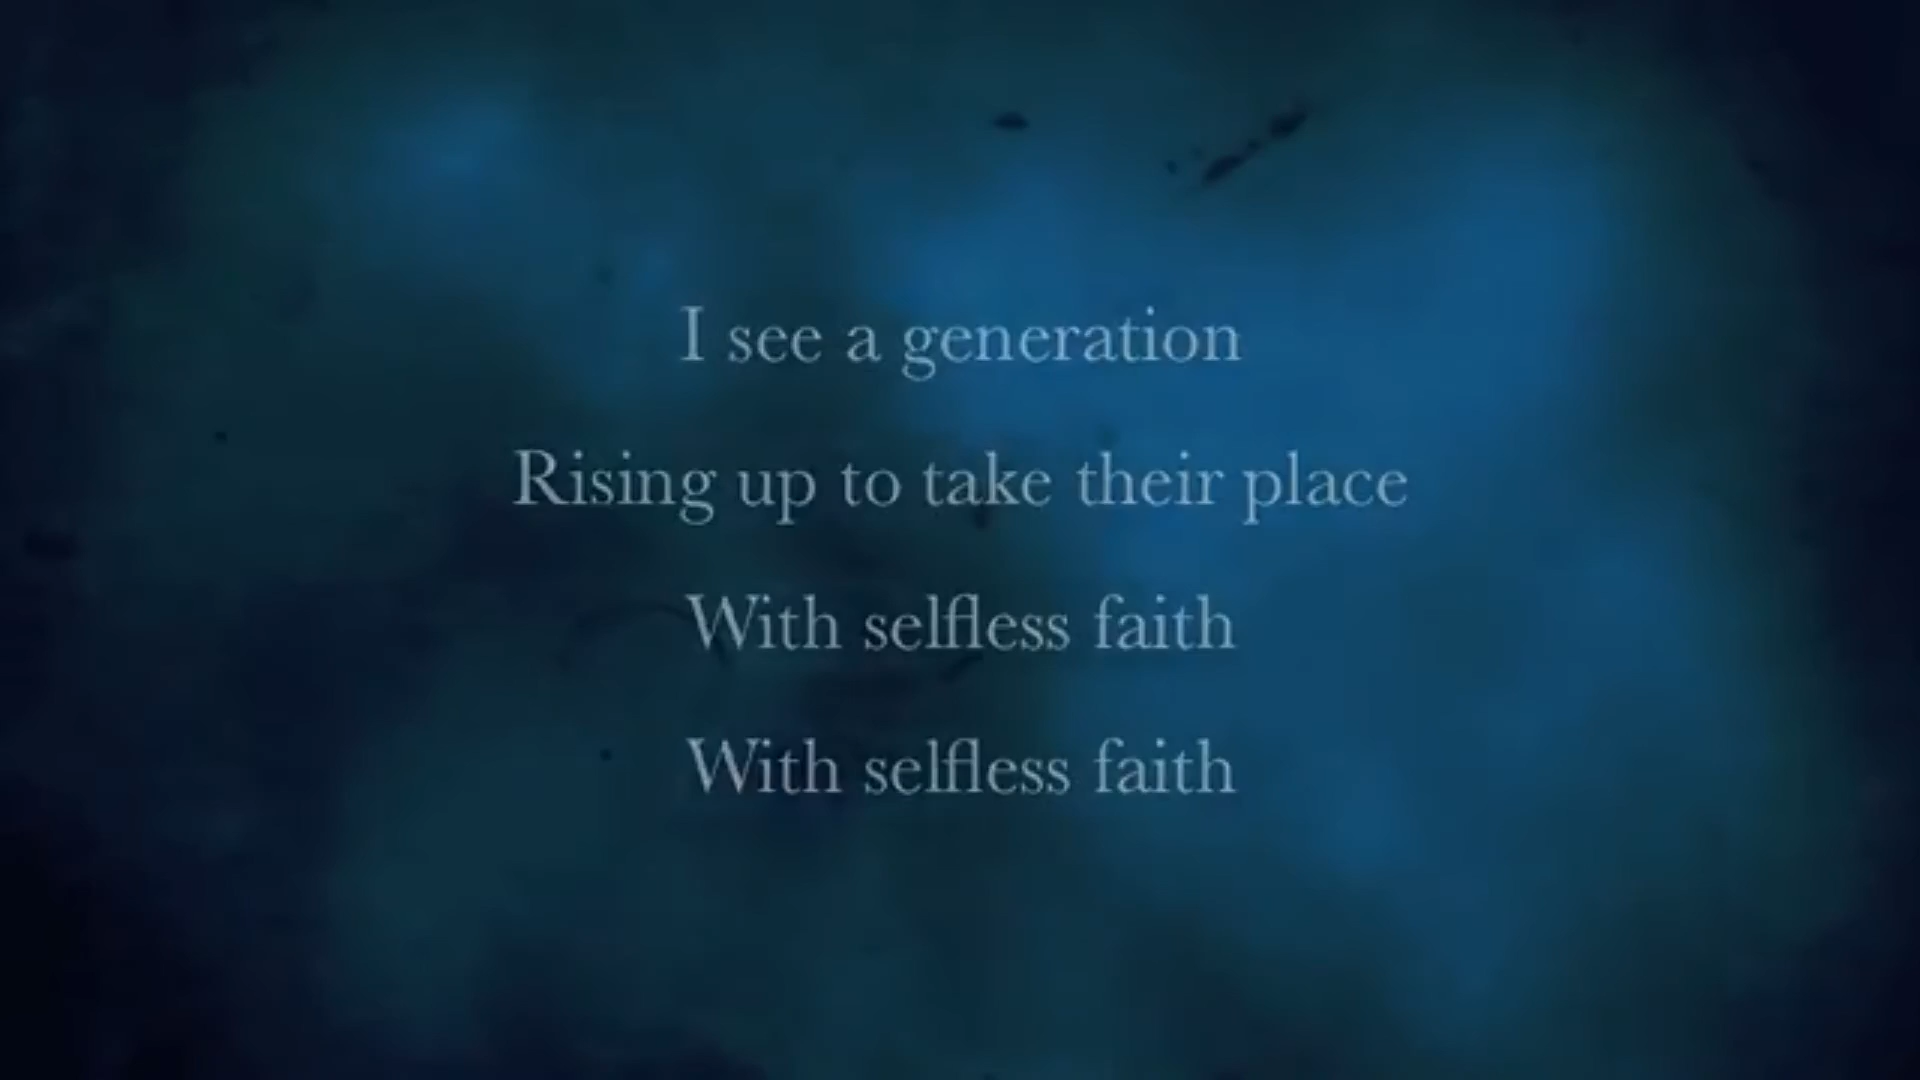 I see a generation
Rising up to take their place
With selfless faith
With selfless faith